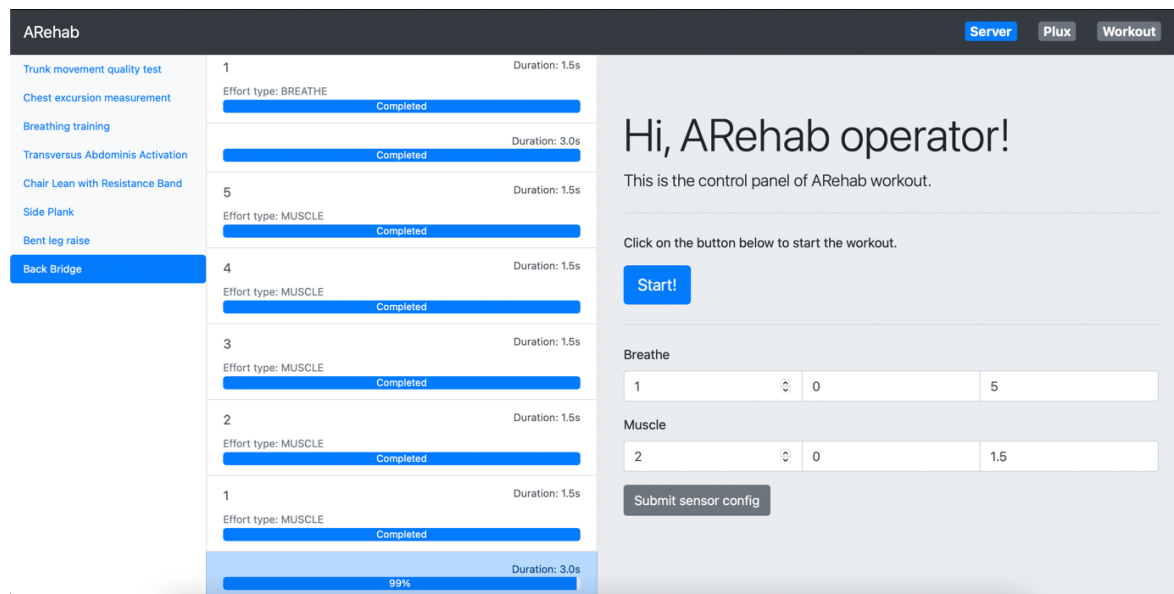 ARehab
Server
Plux
Workout
Trunk movement quality test
Chest excursion measurement
Breathing training
Transversus Abdominis Activation
Chair Lean with Resistance Band
Side Plank
Bent leg raise
Back Bridge
1
Duration: 1.5s
Effort type: BREATHE
Completed
Duration: 3.0s
Completed
5
Duration: 1.5s
Effort type: MUSCLE
Completed
4
Duration: 1.5s
Effort type: MUSCLE
Completed
3
Duration: 1.5s
Effort type: MUSCLE
Completed
2
Duration: 1.5s
Effort type: MUSCLE
Completed
1
Duration: 1.5s
Effort type: MUSCLE
Completed
Duration: 3.0s
99%
Hi, ARehab operator!
This is the control panel of ARehab workout.
Click on the button below to start the workout.
Start!
Breathe
1
0
5
Muscle
2
0
1.5
Submit sensor config